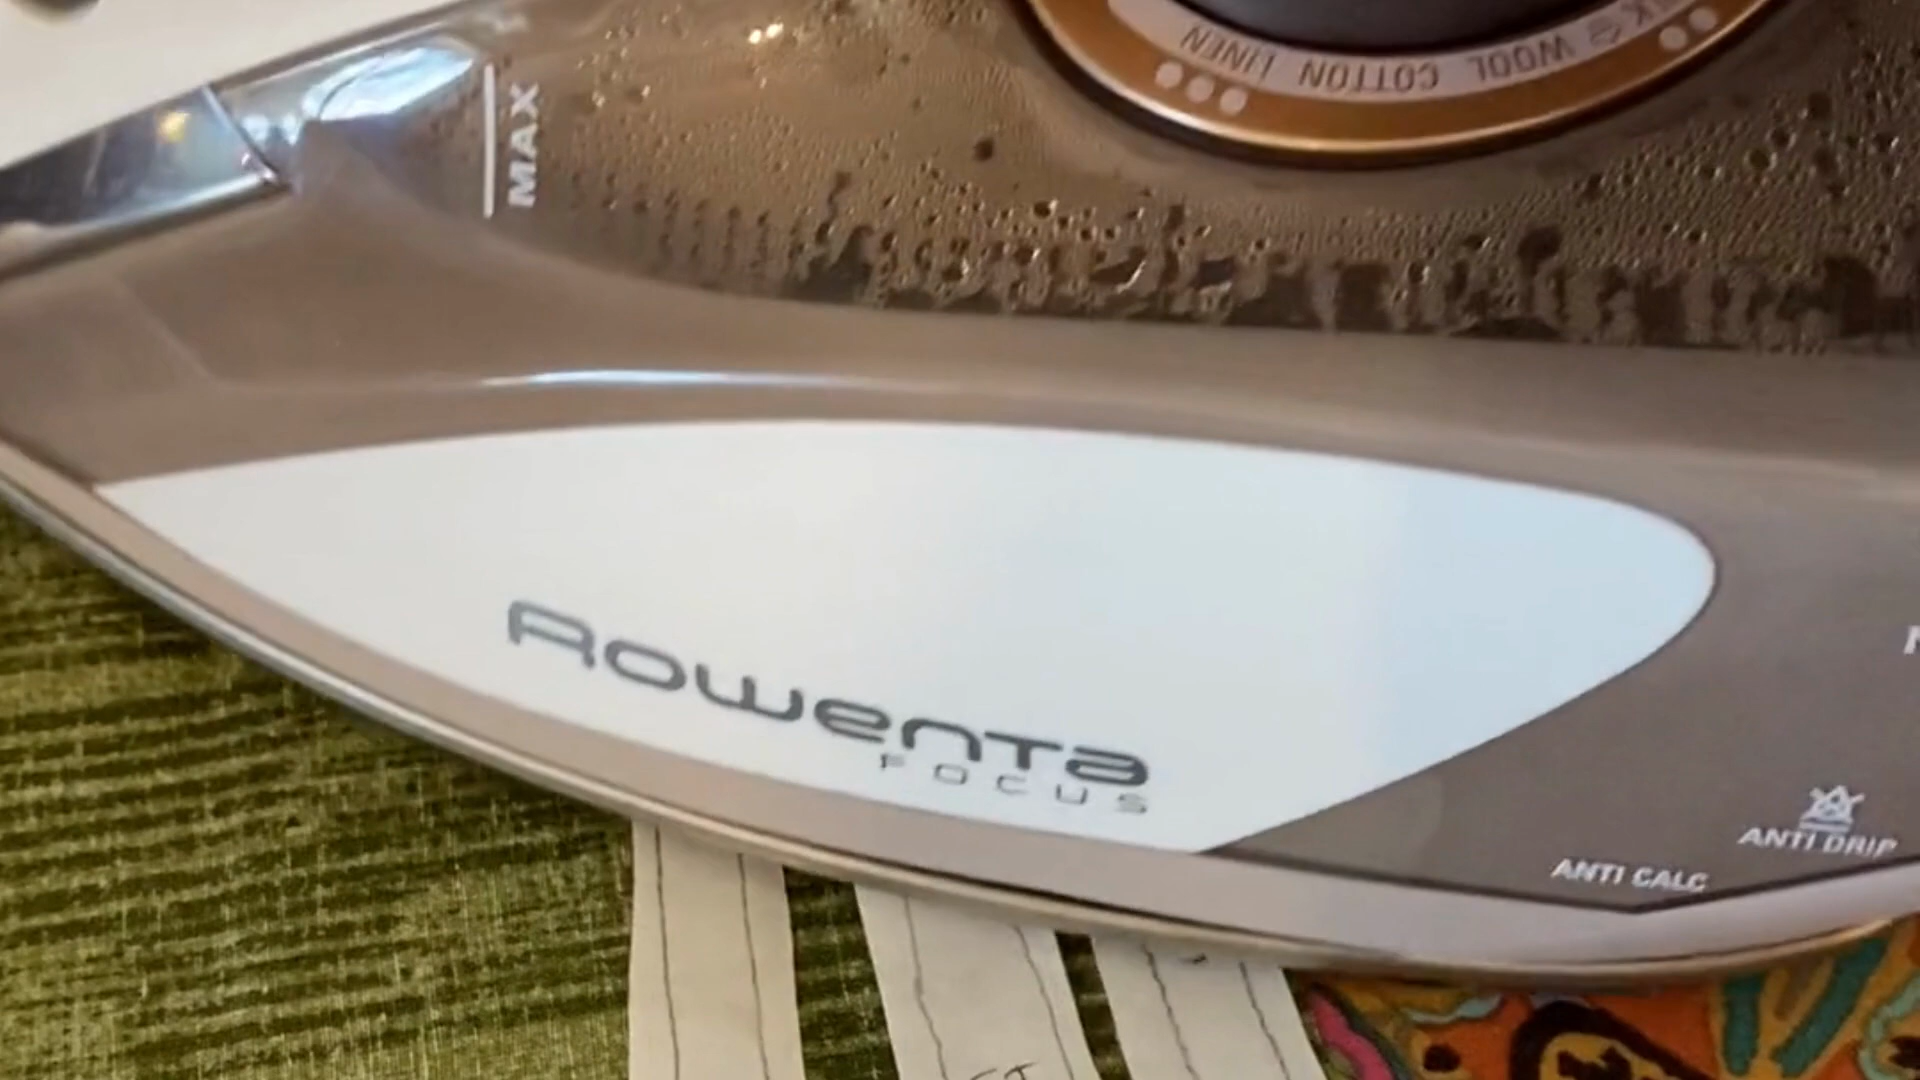 MAX
WOOL COTTON LINEN
Rowenta
FOCUS
ANTI DRIP
ANTI CALC